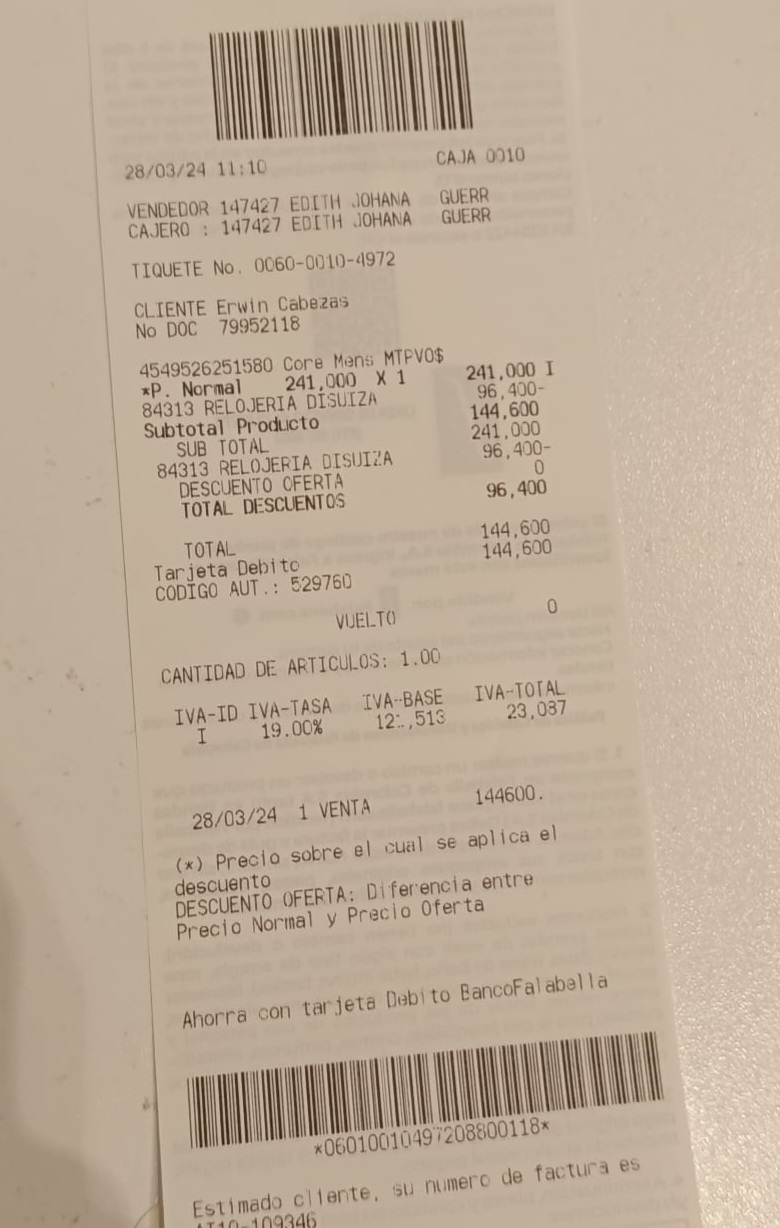 28/03/24 11:10 CAJA 0010
VENDEDOR 147427 EDITH JOHANA GUERR
CAJERO : 147427 EDITH JOHANA GUERR
TIQUETE No. 0060-0010-4972
CLIENTE Erwin Cabezas
No DOC 79952118
4549526251580 Core Mens MTPVO$ 241,000 I
*P. Normal 241,000 X 1
84313 RELOJERIA DISUIZA 96,400-
Subtotal Producto 144,600
SUB TOTAL 241,000
84313 RELOJERIA DISUIZA 96,400-
DESCUENTO OFERTA 0
TOTAL DESCUENTOS 96,400
TOTAL 144,600
Tarjeta Debito 144,600
CODIGO AUT.: 529760
VUELTO 0
CANTIDAD DE ARTICULOS: 1.00
IVA-ID IVA-TASA IVA-BASE IVA-TOTAL
I 19.00% 23,087
28/03/24 1 VENTA 144600.
(*) Precio sobre el cual se aplica el
descuento
DESCUENTO OFERTA: Diferencia entre
Precio Normal y Precio Oferta
Ahorra con tarjeta Debito BancoFalabella
*06010010497208800118*
Estimado cliente, su numero de factura es